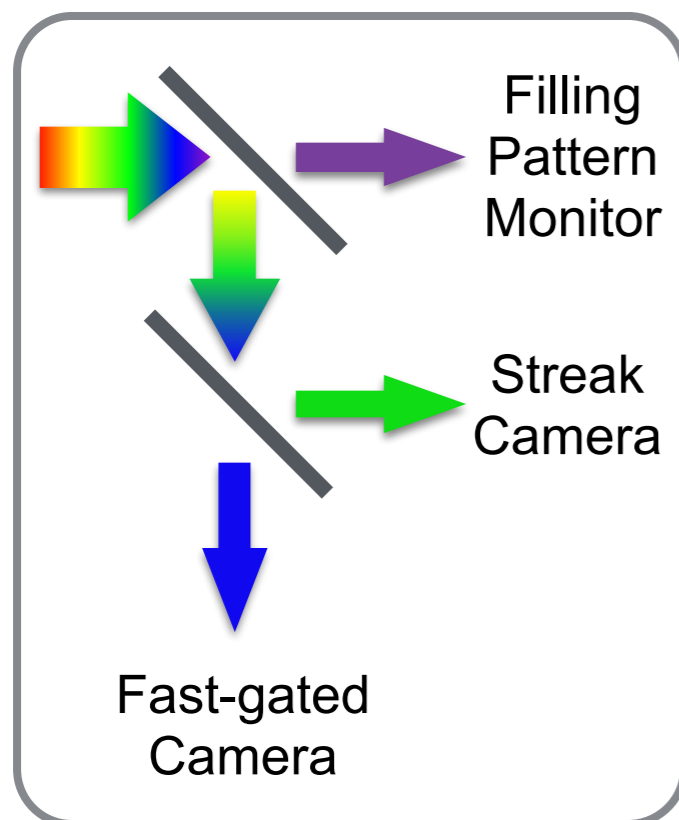 Filling
Pattern
Monitor
Streak
Camera
Fast-gated
Camera